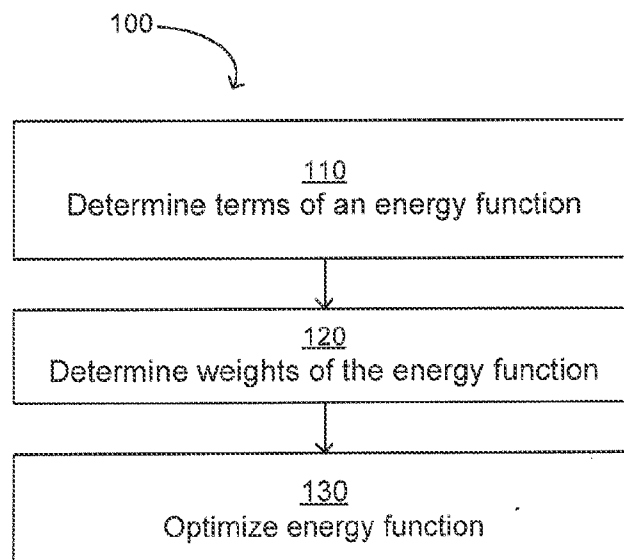 100
110
Determine terms of an energy function
120
Determine weights of the energy function
130
Optimize energy function